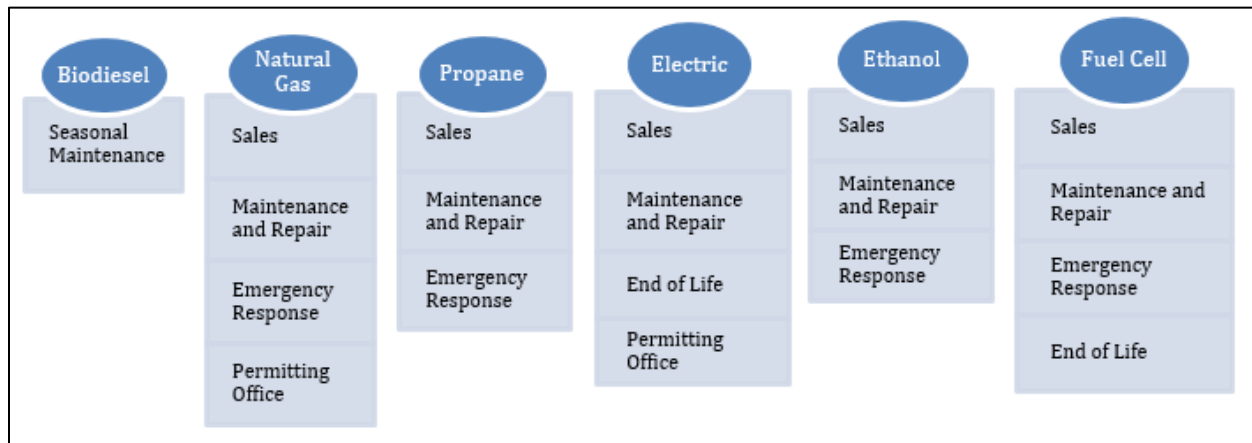 Biodiesel
Seasonal
Maintenance
Natural
Gas
Sales
Maintenance
and Repair
Emergency
Response
Permitting
Office
Propane
Sales
Maintenance
and Repair
Emergency
Response
Electric
Sales
Maintenance
and Repair
End of Life
Permitting
Office
Ethanol
Sales
Maintenance
and Repair
Emergency
Response
Fuel Cell
Sales
Maintenance and
Repair
Emergency
Response
End of Life